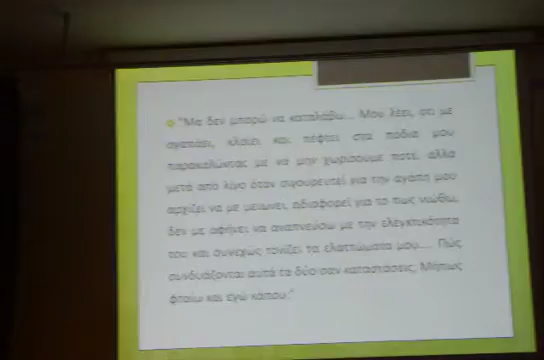 "Μα δεν μπορώ να καταλάβω... Μου λέει, οτι με
αγαπάει, κλαίει και πέφτει στα πόδια μου
παρακαλώντας με να μην χωρίσουμε ποτέ, αλλά
μετά από λίγο όταν σιγουρευτεί για την αγάπη μου
αρχίζει να με μειώνει, αδιαφορεί για το πως νιώθω,
δεν με αφήνει να αναπνεύσω με την ελεγκτικότητα
του και συνεχώς τονίζει τα ελαττώματα μου.... Πώς
συνδυάζονται αυτά τα δύο σαν καταστάσεις; Μήπως
φταίω και εγώ κάπου;"